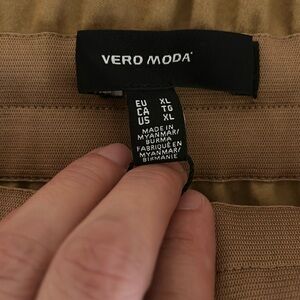 VERO MODA
EU XL
CA TG
US XL
MADE IN
MYANMAR/
BURMA
FABRIQUÉ EN
MYANMAR/
BIRMANIE